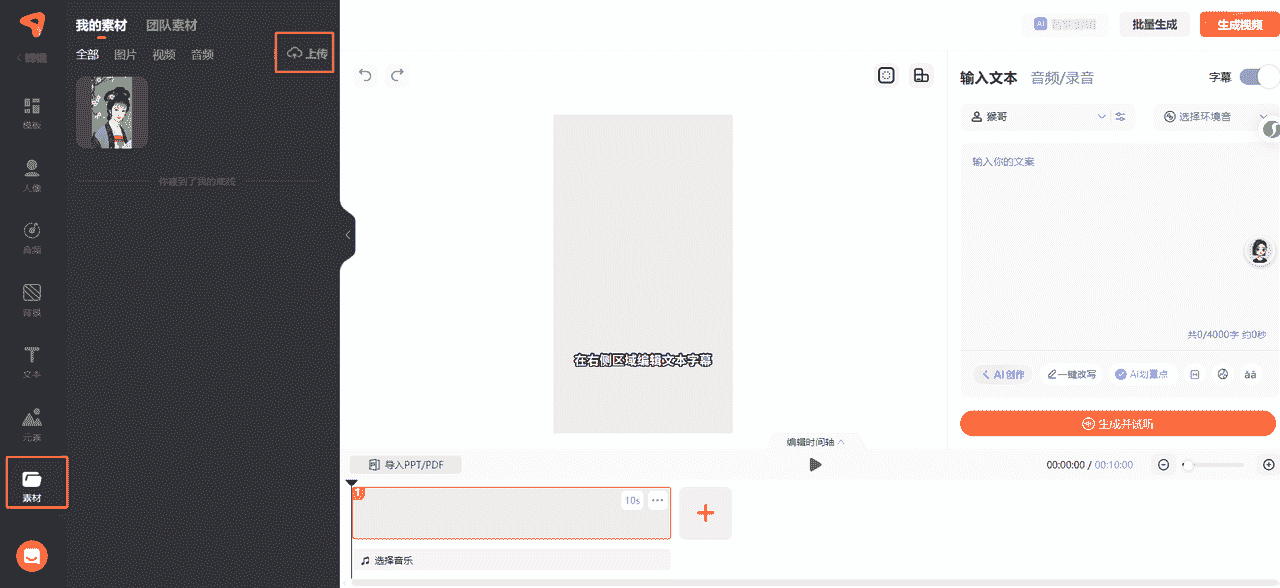 我的素材 团队素材
全部 图片 视频 音频
上传
模板
人像
音频
背景
文本
元素
素材
批量生成
生成视频
在右侧区域编辑文本字幕
编辑时间轴
导入PPT/PDF
00:00:00 / 00:10:00
10s
选择音乐
输入文本 音频/录音
字幕
猴哥
选择环境音
输入你的文案
共0/4000字 约0秒
AI创作
一键改写
āá
生成并试听